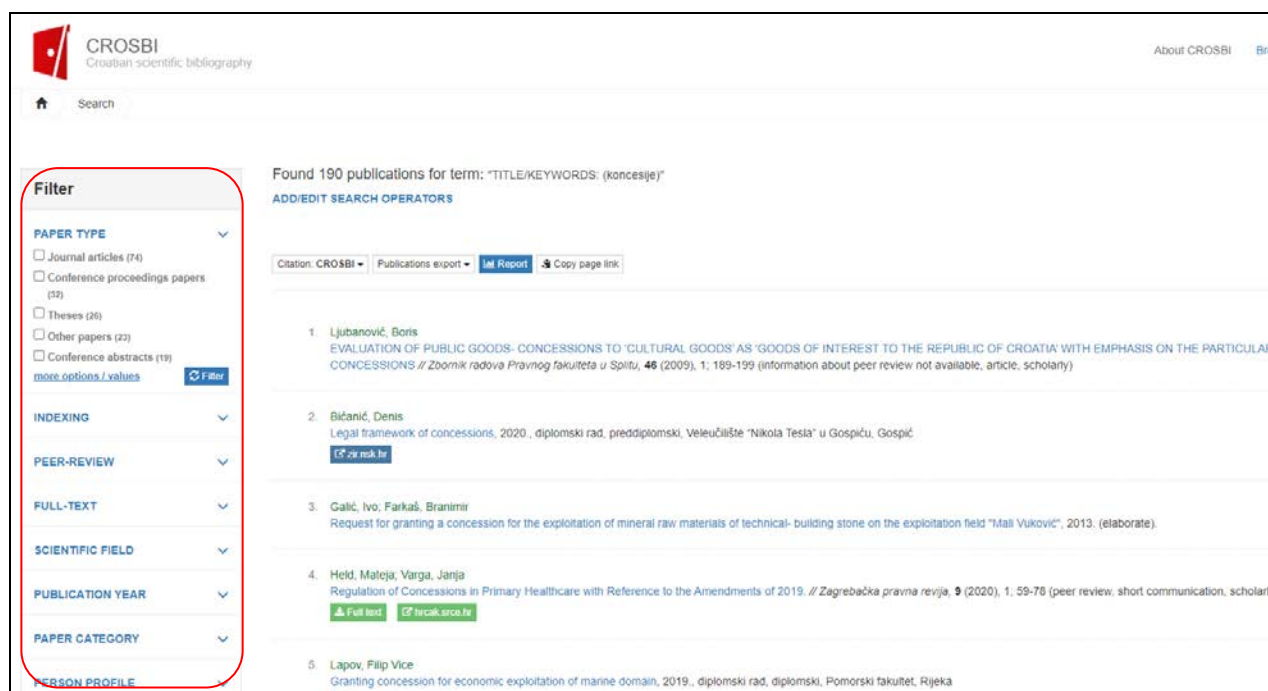 CROSBI
Croatian scientific bibliography
About CROSBI
Search
Filter
PAPER TYPE
Journal articles (74)
Conference proceedings papers
(32)
Theses (26)
Other papers (23)
Conference abstracts (19)
more options / values
Filter
INDEXING
PEER-REVIEW
FULL-TEXT
SCIENTIFIC FIELD
PUBLICATION YEAR
PAPER CATEGORY
PERSON PROFILE
Found 190 publications for term: "TITLE/KEYWORDS: (koncesije)"
ADD/EDIT SEARCH OPERATORS
Citation: CROSBI Publications export Report Copy page link
1. Ljubanović, Boris
EVALUATION OF PUBLIC GOODS- CONCESSIONS TO 'CULTURAL GOODS' AS 'GOODS OF INTEREST TO THE REPUBLIC OF CROATIA' WITH EMPHASIS ON THE PARTICULAR
CONCESSIONS // Zbornik radova Pravnog fakulteta u Splitu, 46 (2009), 1; 189-199 (information about peer review not available, article, scholarly)
2. Bićanić, Denis
Legal framework of concessions, 2020., diplomski rad, preddiplomski, Veleučilište "Nikola Tesla" u Gospiću, Gospić
zir.nsk.hr
3. Galić, Ivo; Farkaš, Branimir
Request for granting a concession for the exploitation of mineral raw materials of technical- building stone on the exploitation field "Mali Vuković", 2013. (elaborate).
4. Held, Mateja; Varga, Janja
Regulation of Concessions in Primary Healthcare with Reference to the Amendments of 2019. // Zagrebačka pravna revija, 9 (2020), 1; 59-78 (peer review, short communication, scholarl
Full text hrcak.srce.hr
5. Lapov, Filip Vice
Granting concession for economic exploitation of marine domain, 2019., diplomski rad, diplomski, Pomorski fakultet, Rijeka